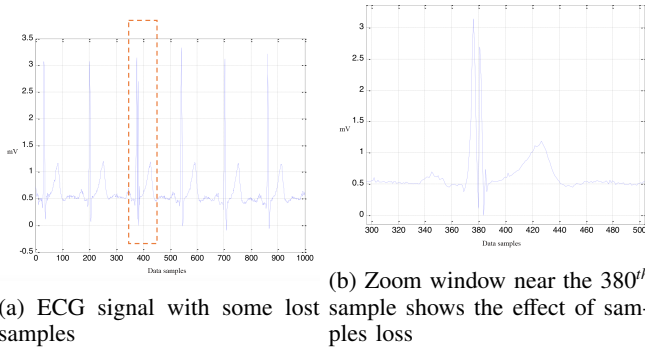 3.5
3
2.5
2
mV
1.5
1
0.5
0
-0.5
0 100 200 300 400 500 600 700 800 900 1000
Data samples
(a) ECG signal with some lost
samples
3
2.5
2
mV
1.5
1
0.5
0
300 320 340 360 380 400 420 440 460 480 500
Data samples
(b) Zoom window near the 380th
sample shows the effect of sam-
ples loss